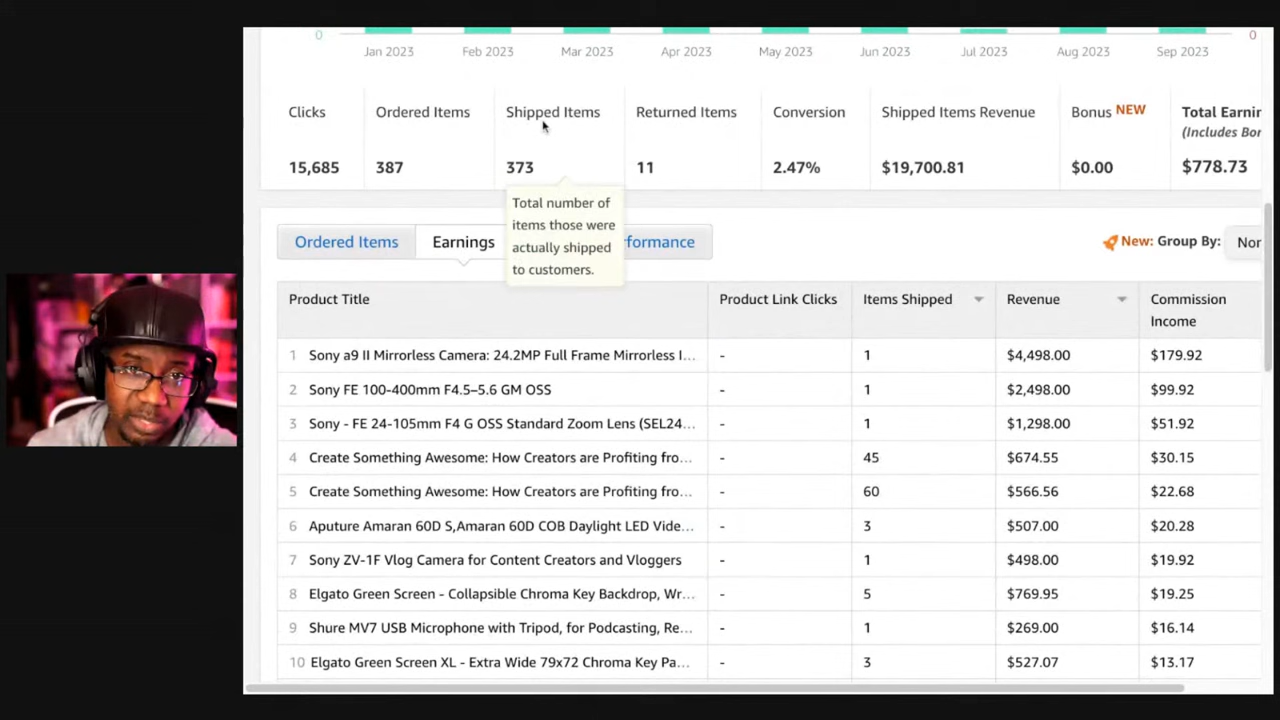 0
0
Jan 2023 Feb 2023 Mar 2023 Apr 2023 May 2023 Jun 2023 Jul 2023 Aug 2023 Sep 2023
Clicks Ordered Items Shipped Items Returned Items Conversion Shipped Items Revenue Bonus NEW Total Earnin
(Includes Bon
15,685 387 373 11 2.47% $19,700.81 $0.00 $778.73
Total number of
items those were
actually shipped
to customers.
Ordered Items Earnings formance New: Group By: Nor
Product Title Product Link Clicks Items Shipped Revenue Commission
Income
1 Sony a9 II Mirrorless Camera: 24.2MP Full Frame Mirrorless I... - 1 $4,498.00 $179.92
2 Sony FE 100-400mm F4.5–5.6 GM OSS - 1 $2,498.00 $99.92
3 Sony - FE 24-105mm F4 G OSS Standard Zoom Lens (SEL24... - 1 $1,298.00 $51.92
4 Create Something Awesome: How Creators are Profiting fro... - 45 $674.55 $30.15
5 Create Something Awesome: How Creators are Profiting fro... - 60 $566.56 $22.68
6 Aputure Amaran 60D S,Amaran 60D COB Daylight LED Vide... - 3 $507.00 $20.28
7 Sony ZV-1F Vlog Camera for Content Creators and Vloggers - 1 $498.00 $19.92
8 Elgato Green Screen - Collapsible Chroma Key Backdrop, Wr... - 5 $769.95 $19.25
9 Shure MV7 USB Microphone with Tripod, for Podcasting, Re... - 1 $269.00 $16.14
10 Elgato Green Screen XL - Extra Wide 79x72 Chroma Key Pa... - 3 $527.07 $13.17